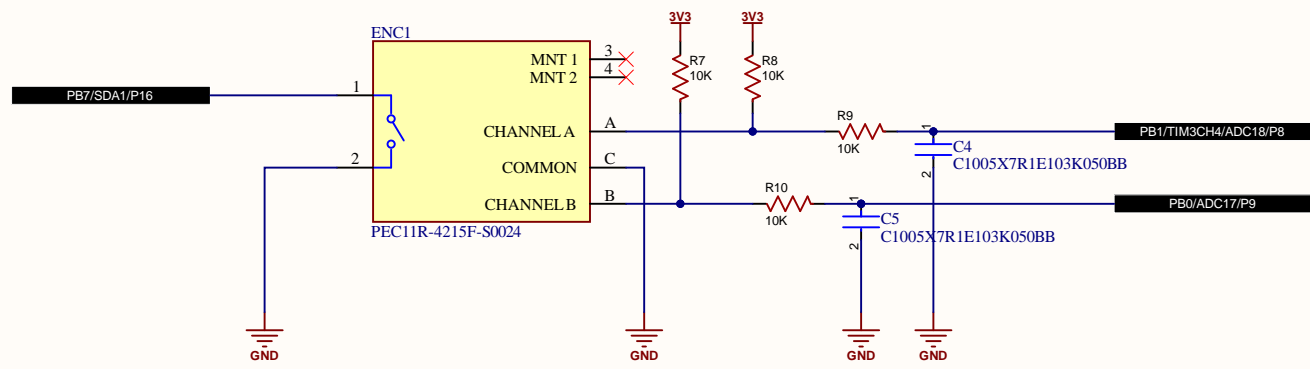 3V3
3V3
ENC1
MNT 1
3
MNT 2
4
R7
10K
R8
10K
PB7/SDA1/P16
1
CHANNEL A
A
R9
10K
1
PB1/TIM3CH4/ADC18/P8
C4
C1005X7R1E103K050BB
2
2
COMMON
C
CHANNEL B
B
R10
10K
1
PB0/ADC17/P9
C5
C1005X7R1E103K050BB
2
PEC11R-4215F-S0024
GND
GND
GND
GND